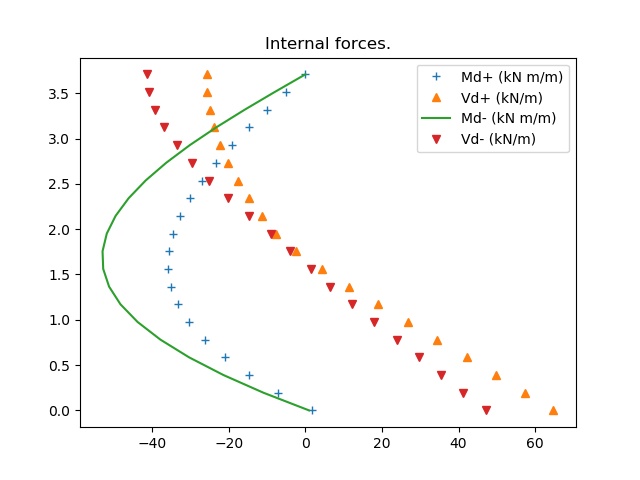 Internal forces.
Md+ (kN m/m)
Vd+ (kN/m)
Md- (kN m/m)
Vd- (kN/m)
3.5
3.0
2.5
2.0
1.5
1.0
0.5
0.0
−40 −20 0 20 40 60